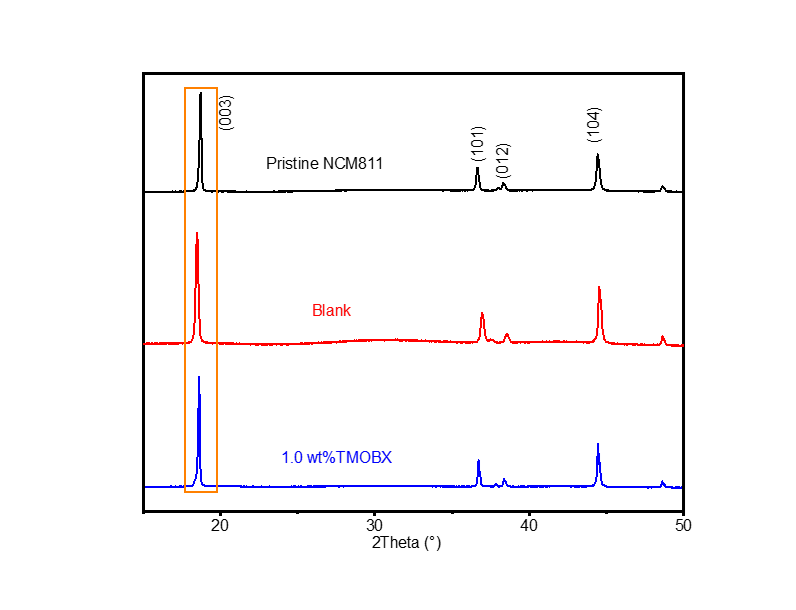 (003)
(101)
(012)
(104)
Pristine NCM811
Blank
1.0 wt%TMOBX
20
30
40
50
2Theta (°)